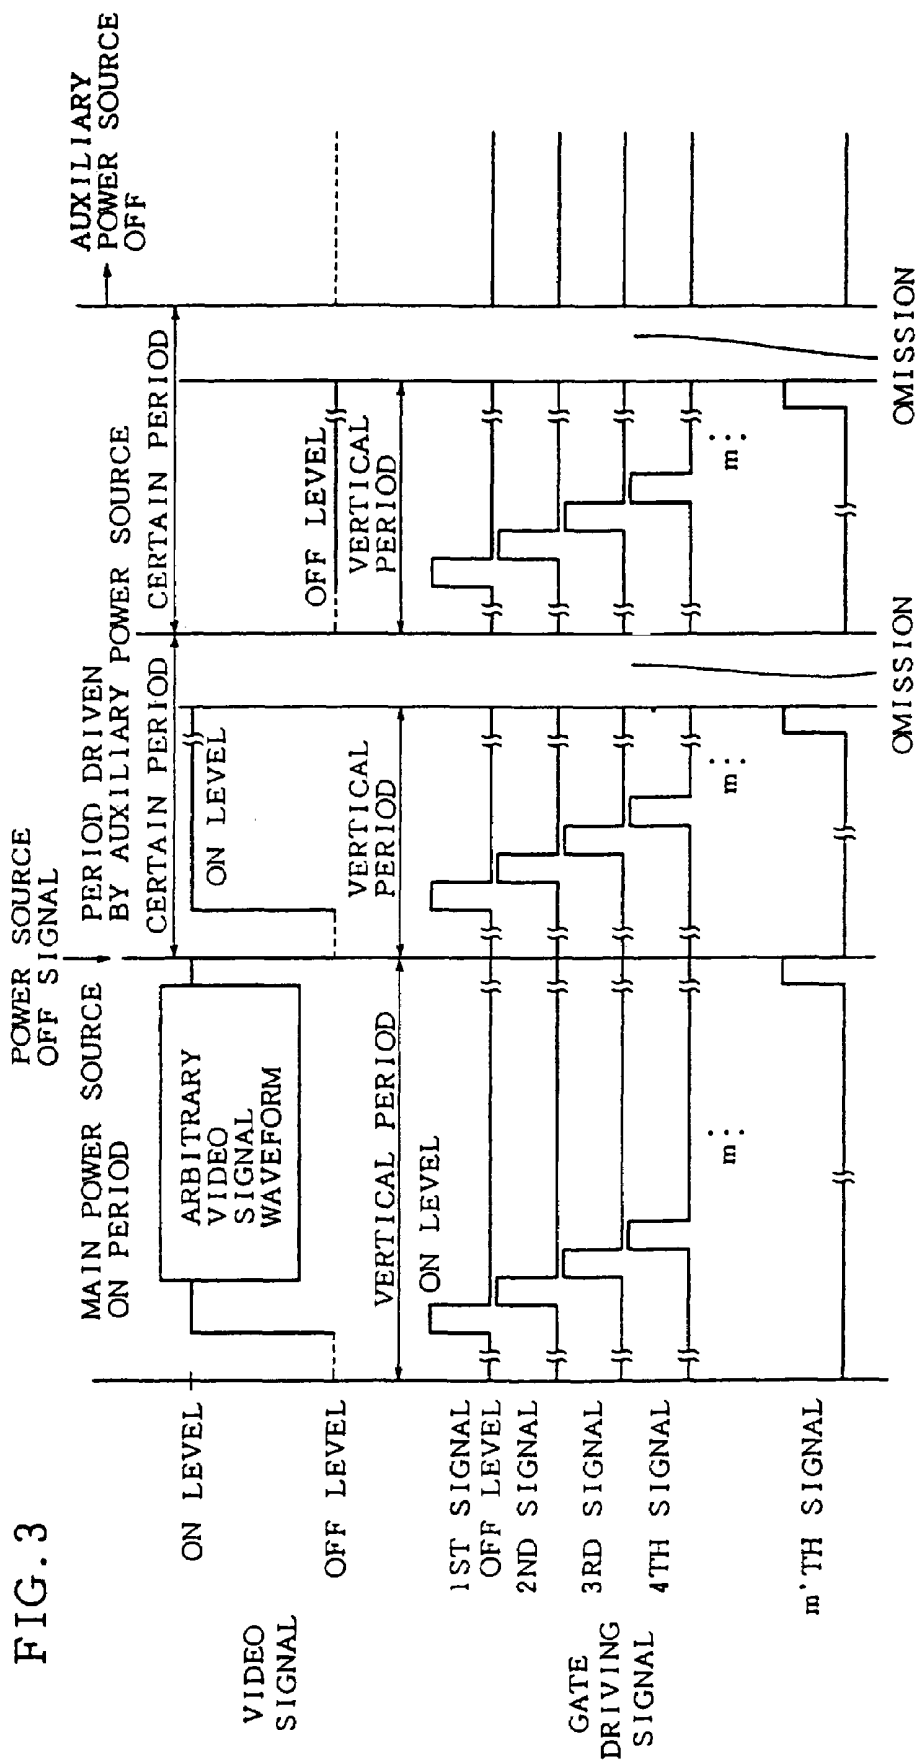 FIG.3
POWER SOURCE
OFF SIGNAL
AUXILIARY
POWER SOURCE
OFF
MAIN POWER SOURCE
ON PERIOD
PERIOD DRIVEN
BY AUXILIARY POWER SOURCE
CERTAIN PERIOD
CERTAIN PERIOD
VIDEO
SIGNAL
ON LEVEL
OFF LEVEL
ARBITRARY
VIDEO
SIGNAL
WAVEFORM
ON LEVEL
OFF LEVEL
VERTICAL PERIOD
VERTICAL
PERIOD
VERTICAL
PERIOD
ON LEVEL
GATE
DRIVING
SIGNAL
1ST SIGNAL
OFF LEVEL
2ND SIGNAL
3RD SIGNAL
4TH SIGNAL
m
m
m
m'TH SIGNAL
OMISSION
OMISSION